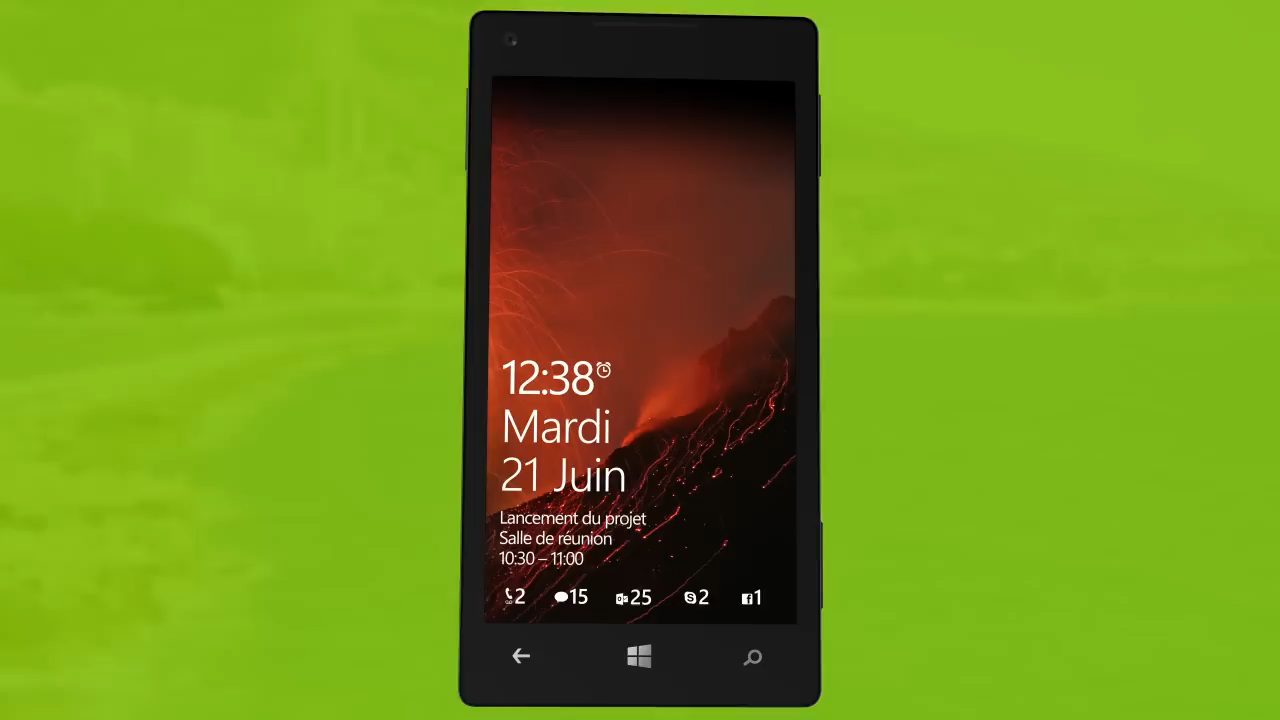 12:38
Mardi
21 Juin
Lancement du projet
Salle de réunion
10:30 – 11:00
2 15 25 2 1